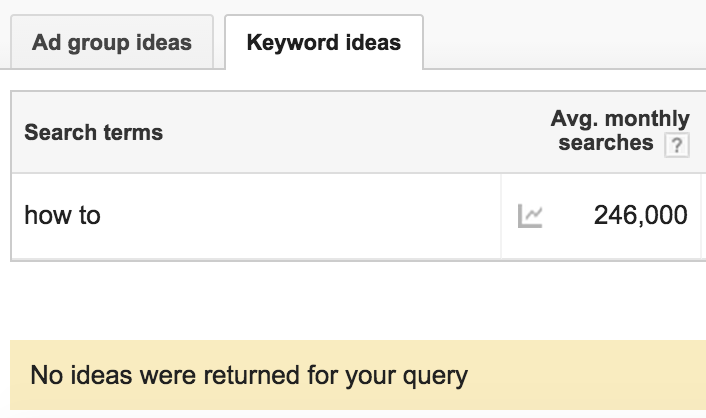 Ad group ideas
Keyword ideas
Search terms
Avg. monthly
searches ?
how to
246,000
No ideas were returned for your query